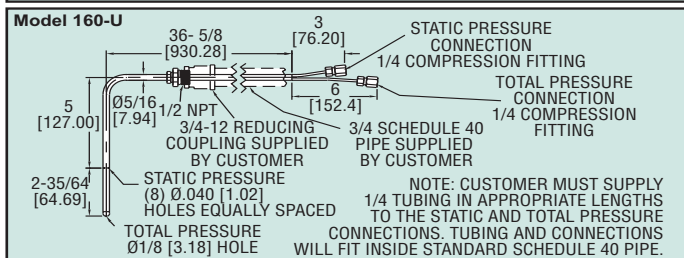 Model 160-U
36- 5/8
[930.28]
3
[76.20]
STATIC PRESSURE
CONNECTION
1/4 COMPRESSION FITTING
TOTAL PRESSURE
CONNECTION
1/4 COMPRESSION
FITTING
6
[152.4]
5
[127.00]
Ø5/16
[7.94]
1/2 NPT
3/4-12 REDUCING
COUPLING SUPPLIED
BY CUSTOMER
3/4 SCHEDULE 40
PIPE SUPPLIED
BY CUSTOMER
2-35/64
[64.69]
STATIC PRESSURE
(8) Ø.040 [1.02]
HOLES EQUALLY SPACED
TOTAL PRESSURE
Ø1/8 [3.18] HOLE
NOTE: CUSTOMER MUST SUPPLY
1/4 TUBING IN APPROPRIATE LENGTHS
TO THE STATIC AND TOTAL PRESSURE
CONNECTIONS. TUBING AND CONNECTIONS
WILL FIT INSIDE STANDARD SCHEDULE 40 PIPE.